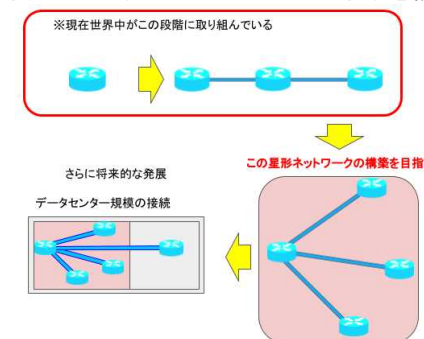 ※現在世界中がこの段階に取り組んでいる
この星形ネットワークの構築を目指
さらに将来的な発展
データセンター規模の接続